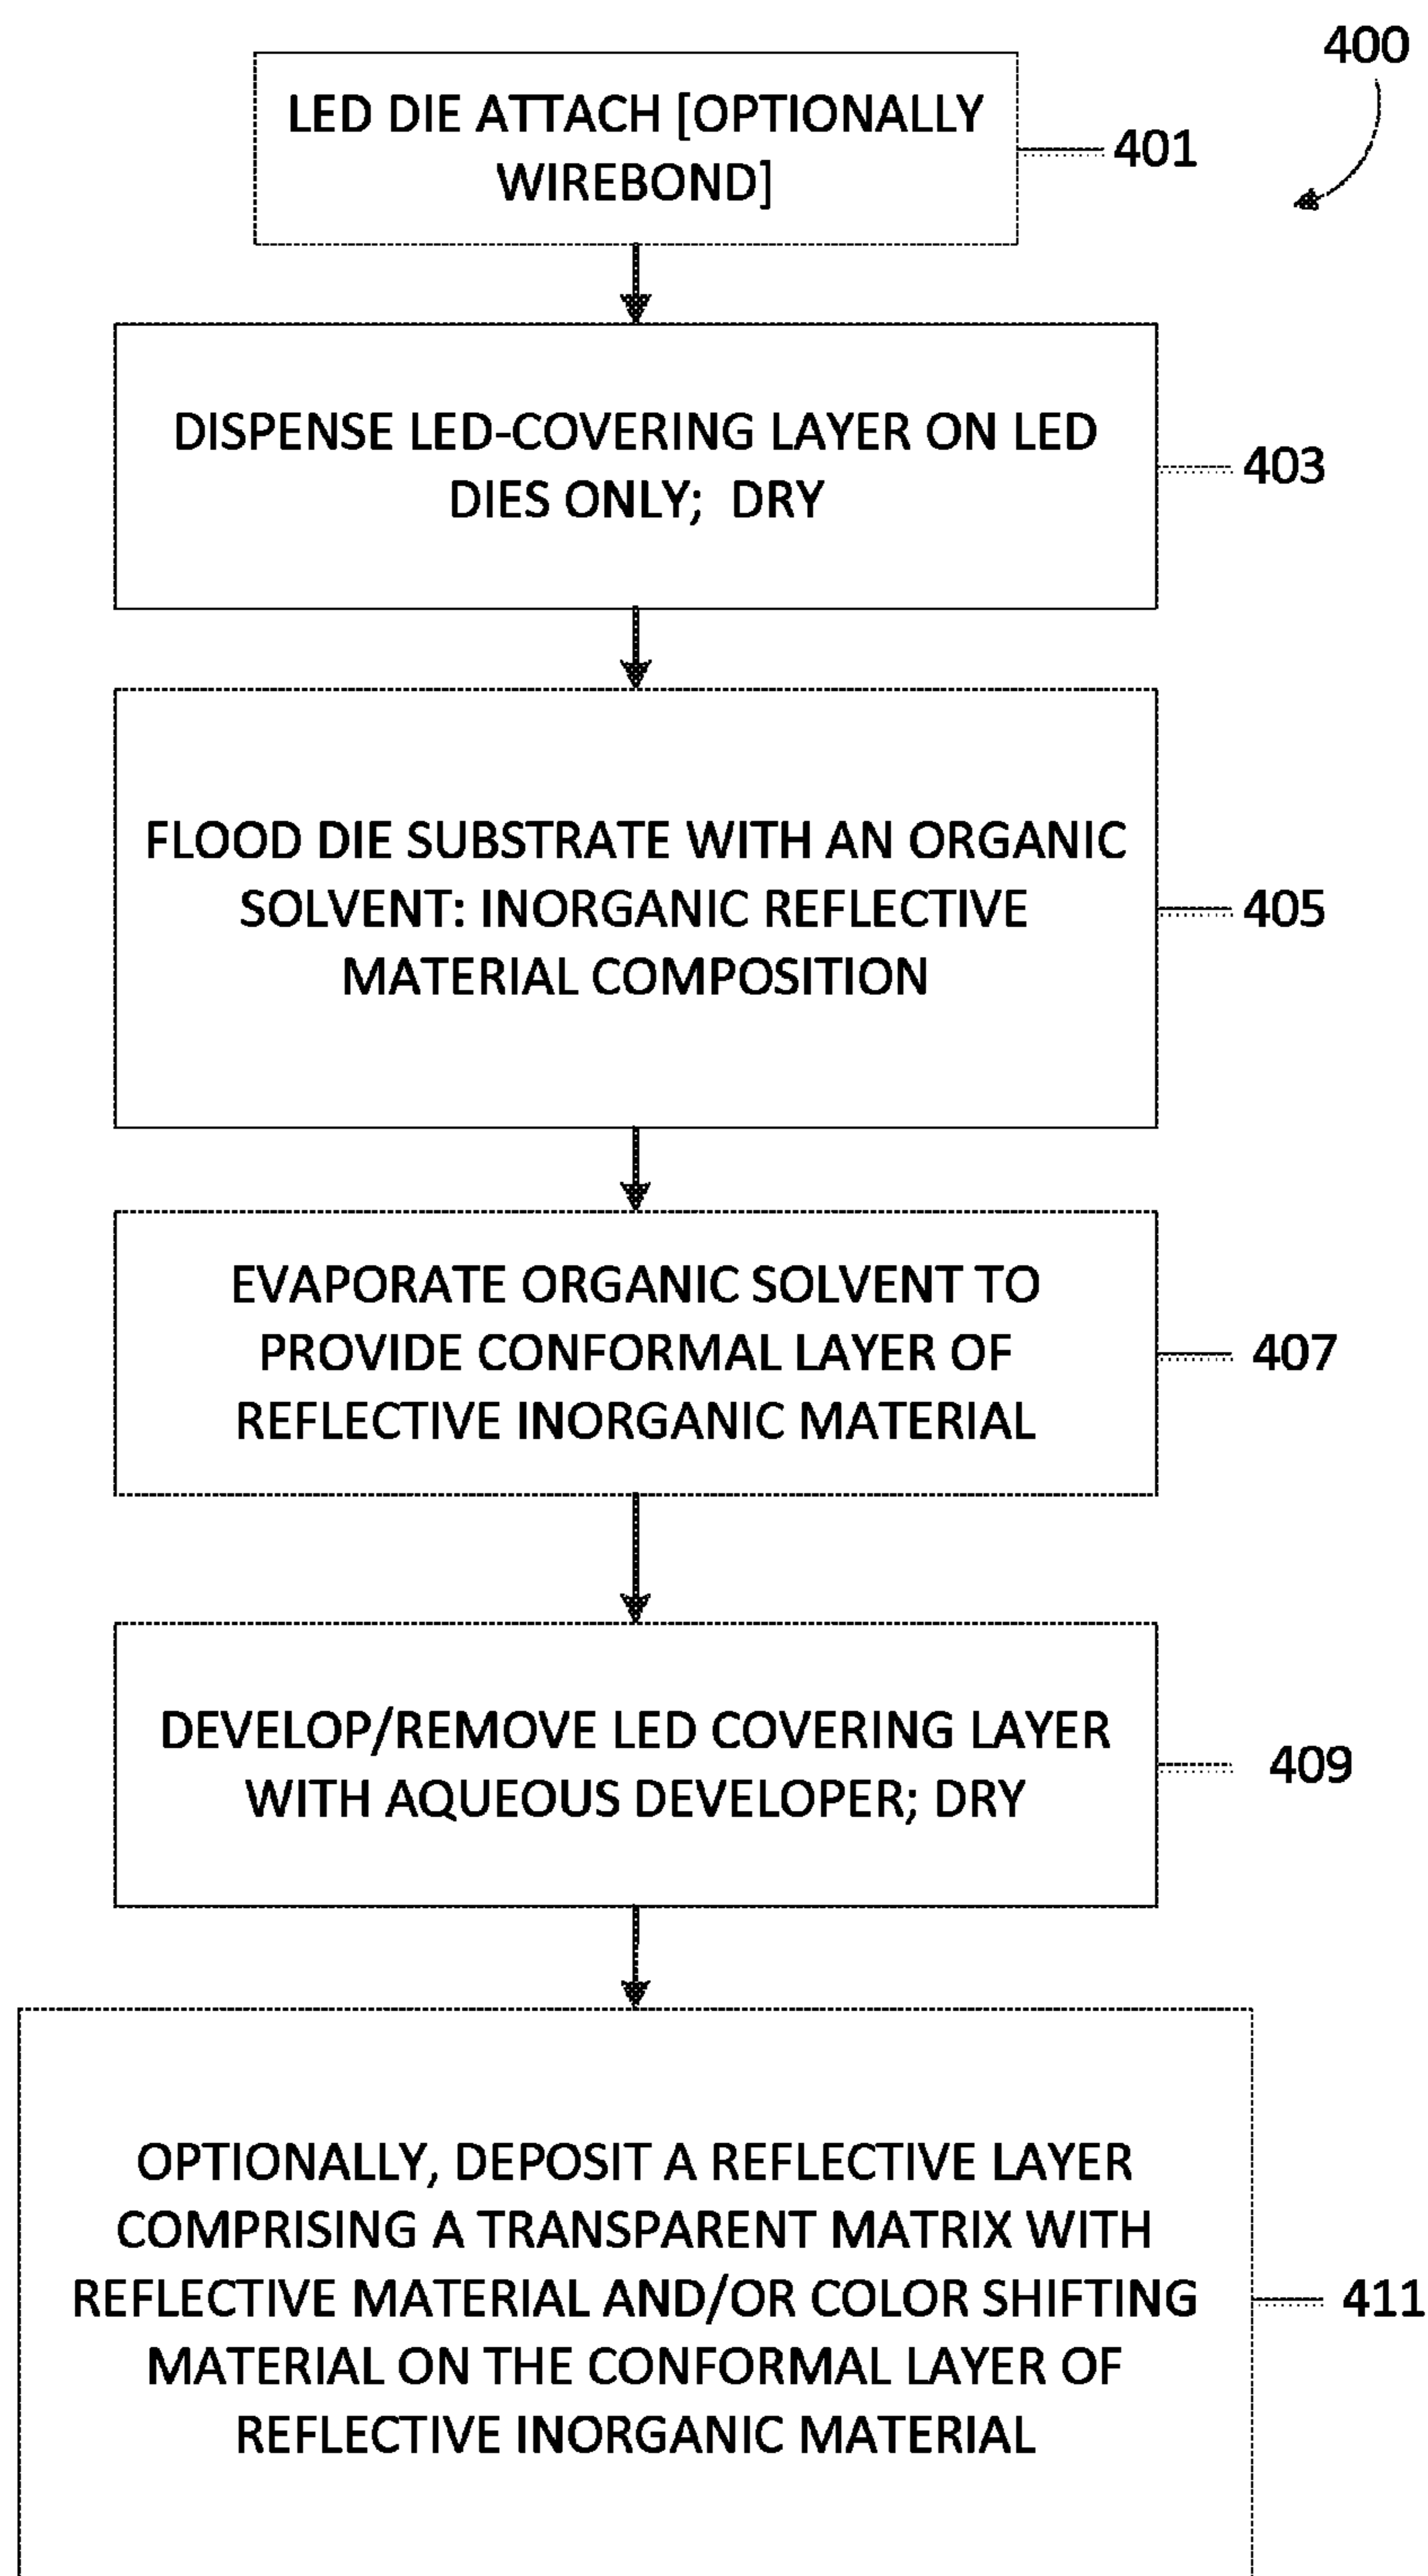 400
LED DIE ATTACH [OPTIONALLY
WIREBOND]
401
DISPENSE LED-COVERING LAYER ON LED
DIES ONLY; DRY
403
FLOOD DIE SUBSTRATE WITH AN ORGANIC
SOLVENT: INORGANIC REFLECTIVE
MATERIAL COMPOSITION
405
EVAPORATE ORGANIC SOLVENT TO
PROVIDE CONFORMAL LAYER OF
REFLECTIVE INORGANIC MATERIAL
407
DEVELOP/REMOVE LED COVERING LAYER
WITH AQUEOUS DEVELOPER; DRY
409
OPTIONALLY, DEPOSIT A REFLECTIVE LAYER
COMPRISING A TRANSPARENT MATRIX WITH
REFLECTIVE MATERIAL AND/OR COLOR SHIFTING
MATERIAL ON THE CONFORMAL LAYER OF
REFLECTIVE INORGANIC MATERIAL
411